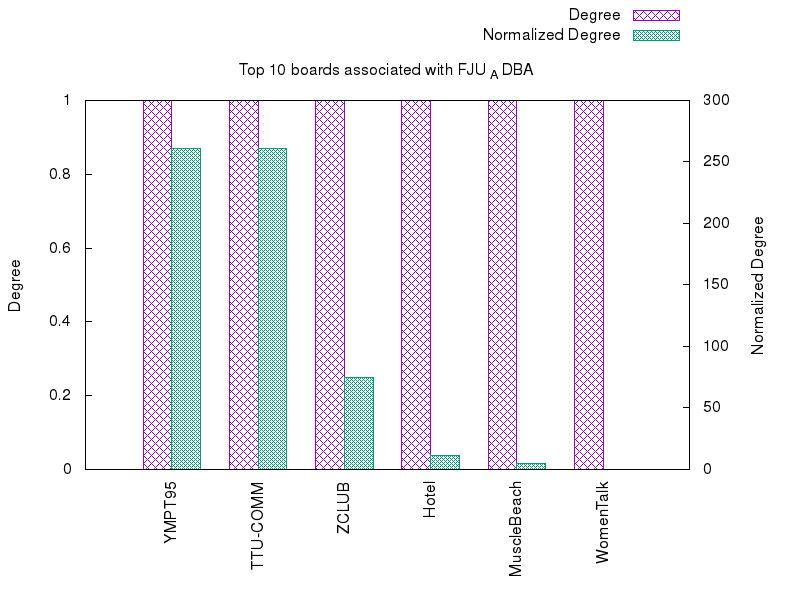 Degree
Normalized Degree
Top 10 boards associated with FJU A DBA
1
0.8
0.6
0.4
0.2
0
300
250
200
150
100
50
0
Degree
Normalized Degree
YMPT95
TTU-COMM
ZCLUB
Hotel
MuscleBeach
WomenTalk